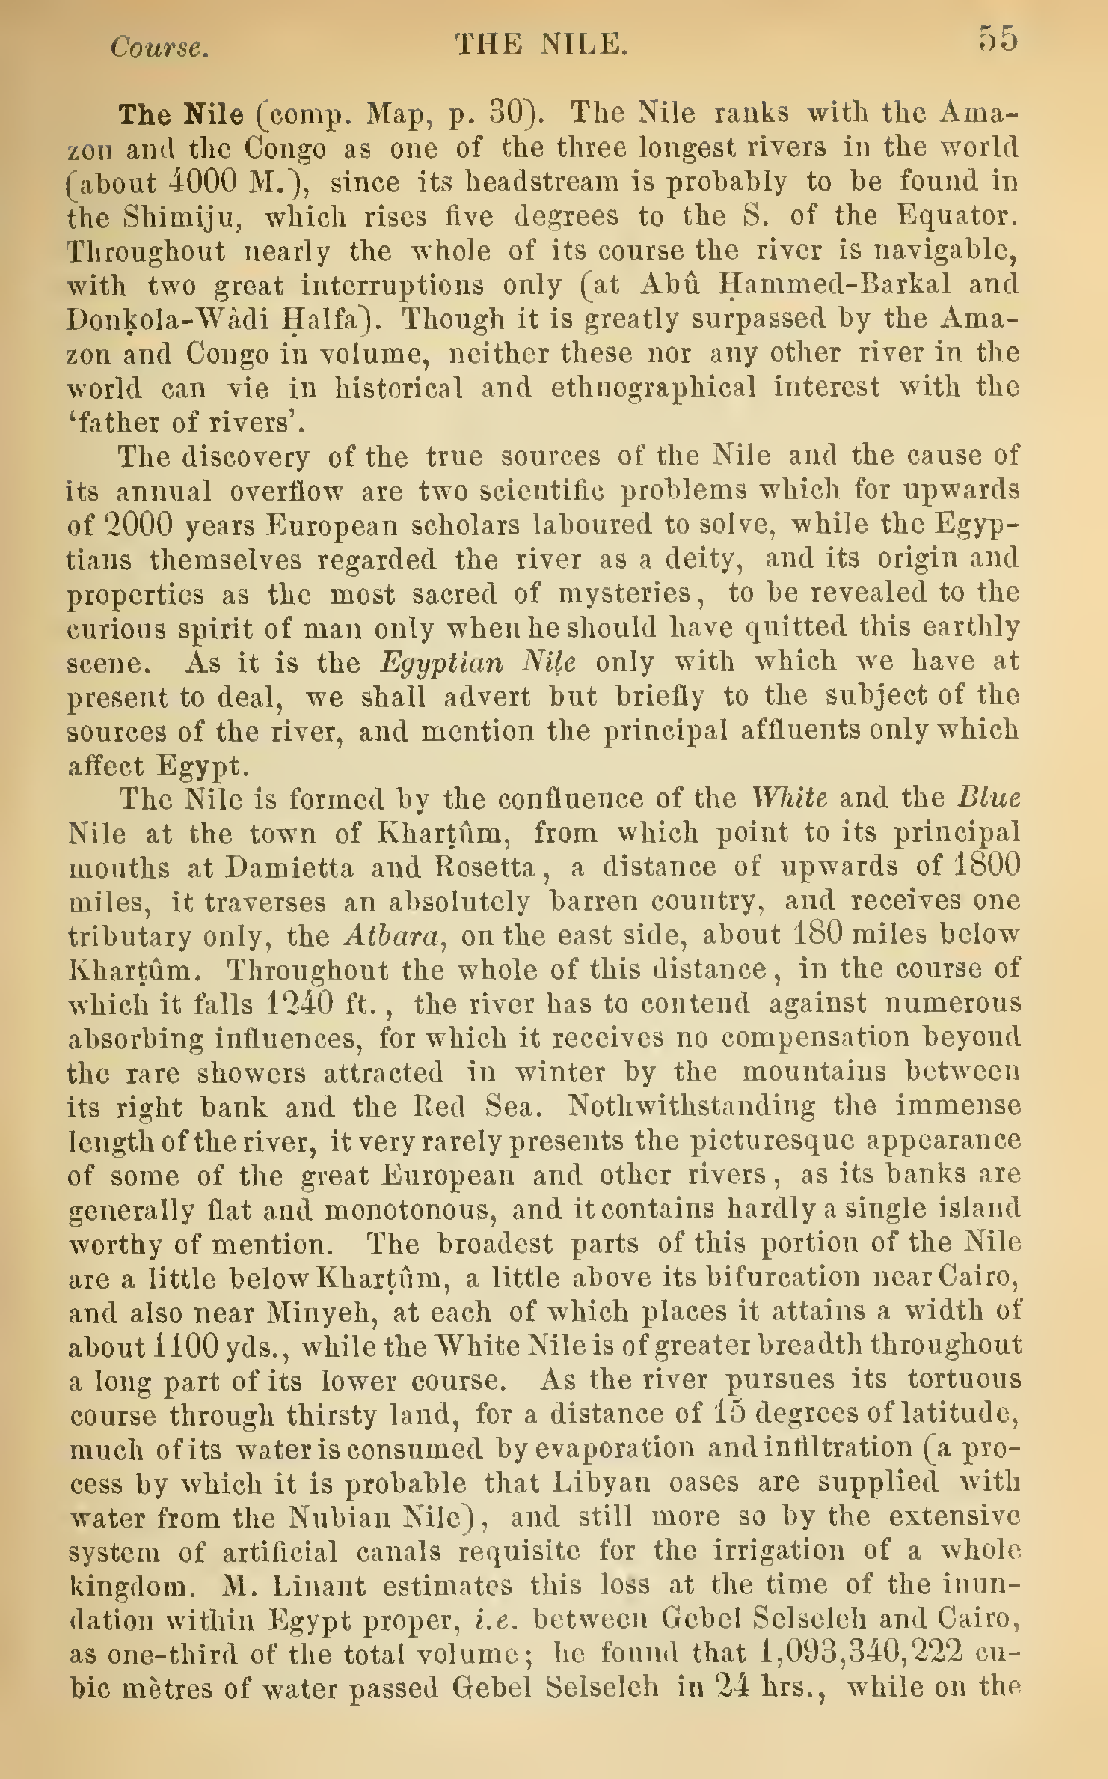 Course. THE NILE. 55
The Nile (comp. Map, p. 30). The Nile ranks with the Ama-
zon and the Congo as one of the three longest rivers in the world
(about 4000 M.), since its headstream is probably to be found in
the Shimiju, which rises five degrees to the S. of the Equator.
Throughout nearly the whole of its course the river is navigable,
with two great interruptions only (at Abû Ḥammed-Barkal and
Donḳola-Wâdi Ḥalfa). Though it is greatly surpassed by the Ama-
zon and Congo in volume, neither these nor any other river in the
world can vie in historical and ethnographical interest with the
‘father of rivers’.
The discovery of the true sources of the Nile and the cause of
its annual overflow are two scientific problems which for upwards
of 2000 years European scholars laboured to solve, while the Egyp-
tians themselves regarded the river as a deity, and its origin and
properties as the most sacred of mysteries, to be revealed to the
curious spirit of man only when he should have quitted this earthly
scene. As it is the Egyptian Nile only with which we have at
present to deal, we shall advert but briefly to the subject of the
sources of the river, and mention the principal affluents only which
affect Egypt.
The Nile is formed by the confluence of the White and the Blue
Nile at the town of Kharṭûm, from which point to its principal
mouths at Damietta and Rosetta, a distance of upwards of 1800
miles, it traverses an absolutely barren country, and receives one
tributary only, the Atbara, on the east side, about 180 miles below
Kharṭûm. Throughout the whole of this distance, in the course of
which it falls 1240 ft., the river has to contend against numerous
absorbing influences, for which it receives no compensation beyond
the rare showers attracted in winter by the mountains between
its right bank and the Red Sea. Nothwithstanding the immense
length of the river, it very rarely presents the picturesque appearance
of some of the great European and other rivers, as its banks are
generally flat and monotonous, and it contains hardly a single island
worthy of mention. The broadest parts of this portion of the Nile
are a little below Kharṭûm, a little above its bifurcation near Cairo,
and also near Minyeh, at each of which places it attains a width of
about 1100 yds., while the White Nile is of greater breadth throughout
a long part of its lower course. As the river pursues its tortuous
course through thirsty land, for a distance of 15 degrees of latitude,
much of its water is consumed by evaporation and infiltration (a pro-
cess by which it is probable that Libyan oases are supplied with
water from the Nubian Nile), and still more so by the extensive
system of artificial canals requisite for the irrigation of a whole
kingdom. M. Linant estimates this loss at the time of the inun-
dation within Egypt proper, i.e. between Gebel Selseleh and Cairo,
as one-third of the total volume; he found that 1,093,340,222 cu-
bic mètres of water passed Gebel Selseleh in 24 hrs., while on the